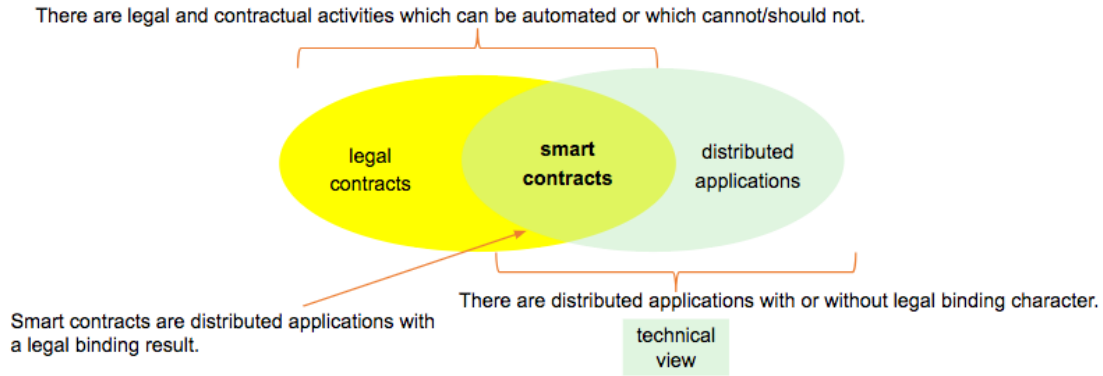 There are legal and contractual activities which can be automated or which cannot/should not.
legal
contracts
smart
contracts
distributed
applications
There are distributed applications with or without legal binding character.
Smart contracts are distributed applications with
a legal binding result.
technical
view